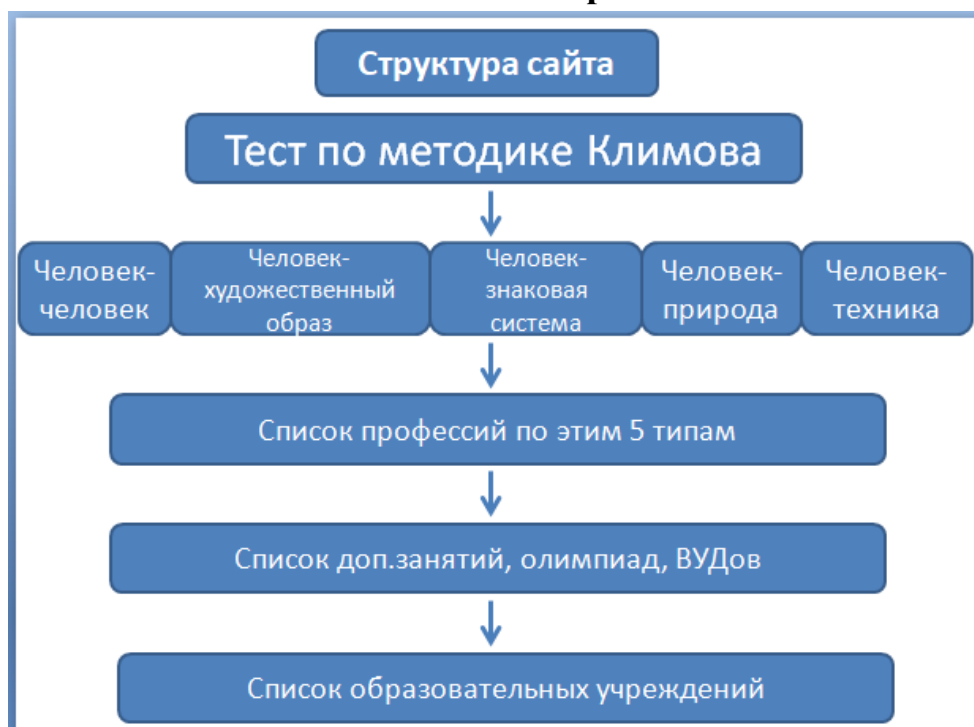 Структура сайта
Тест по методике Климова
Человек-
человек
Человек-
художественный
образ
Человек-
знаковая
система
Человек-
природа
Человек-
техника
Список профессий по этим 5 типам
Список доп.занятий, олимпиад, ВУДов
Список образовательных учреждений